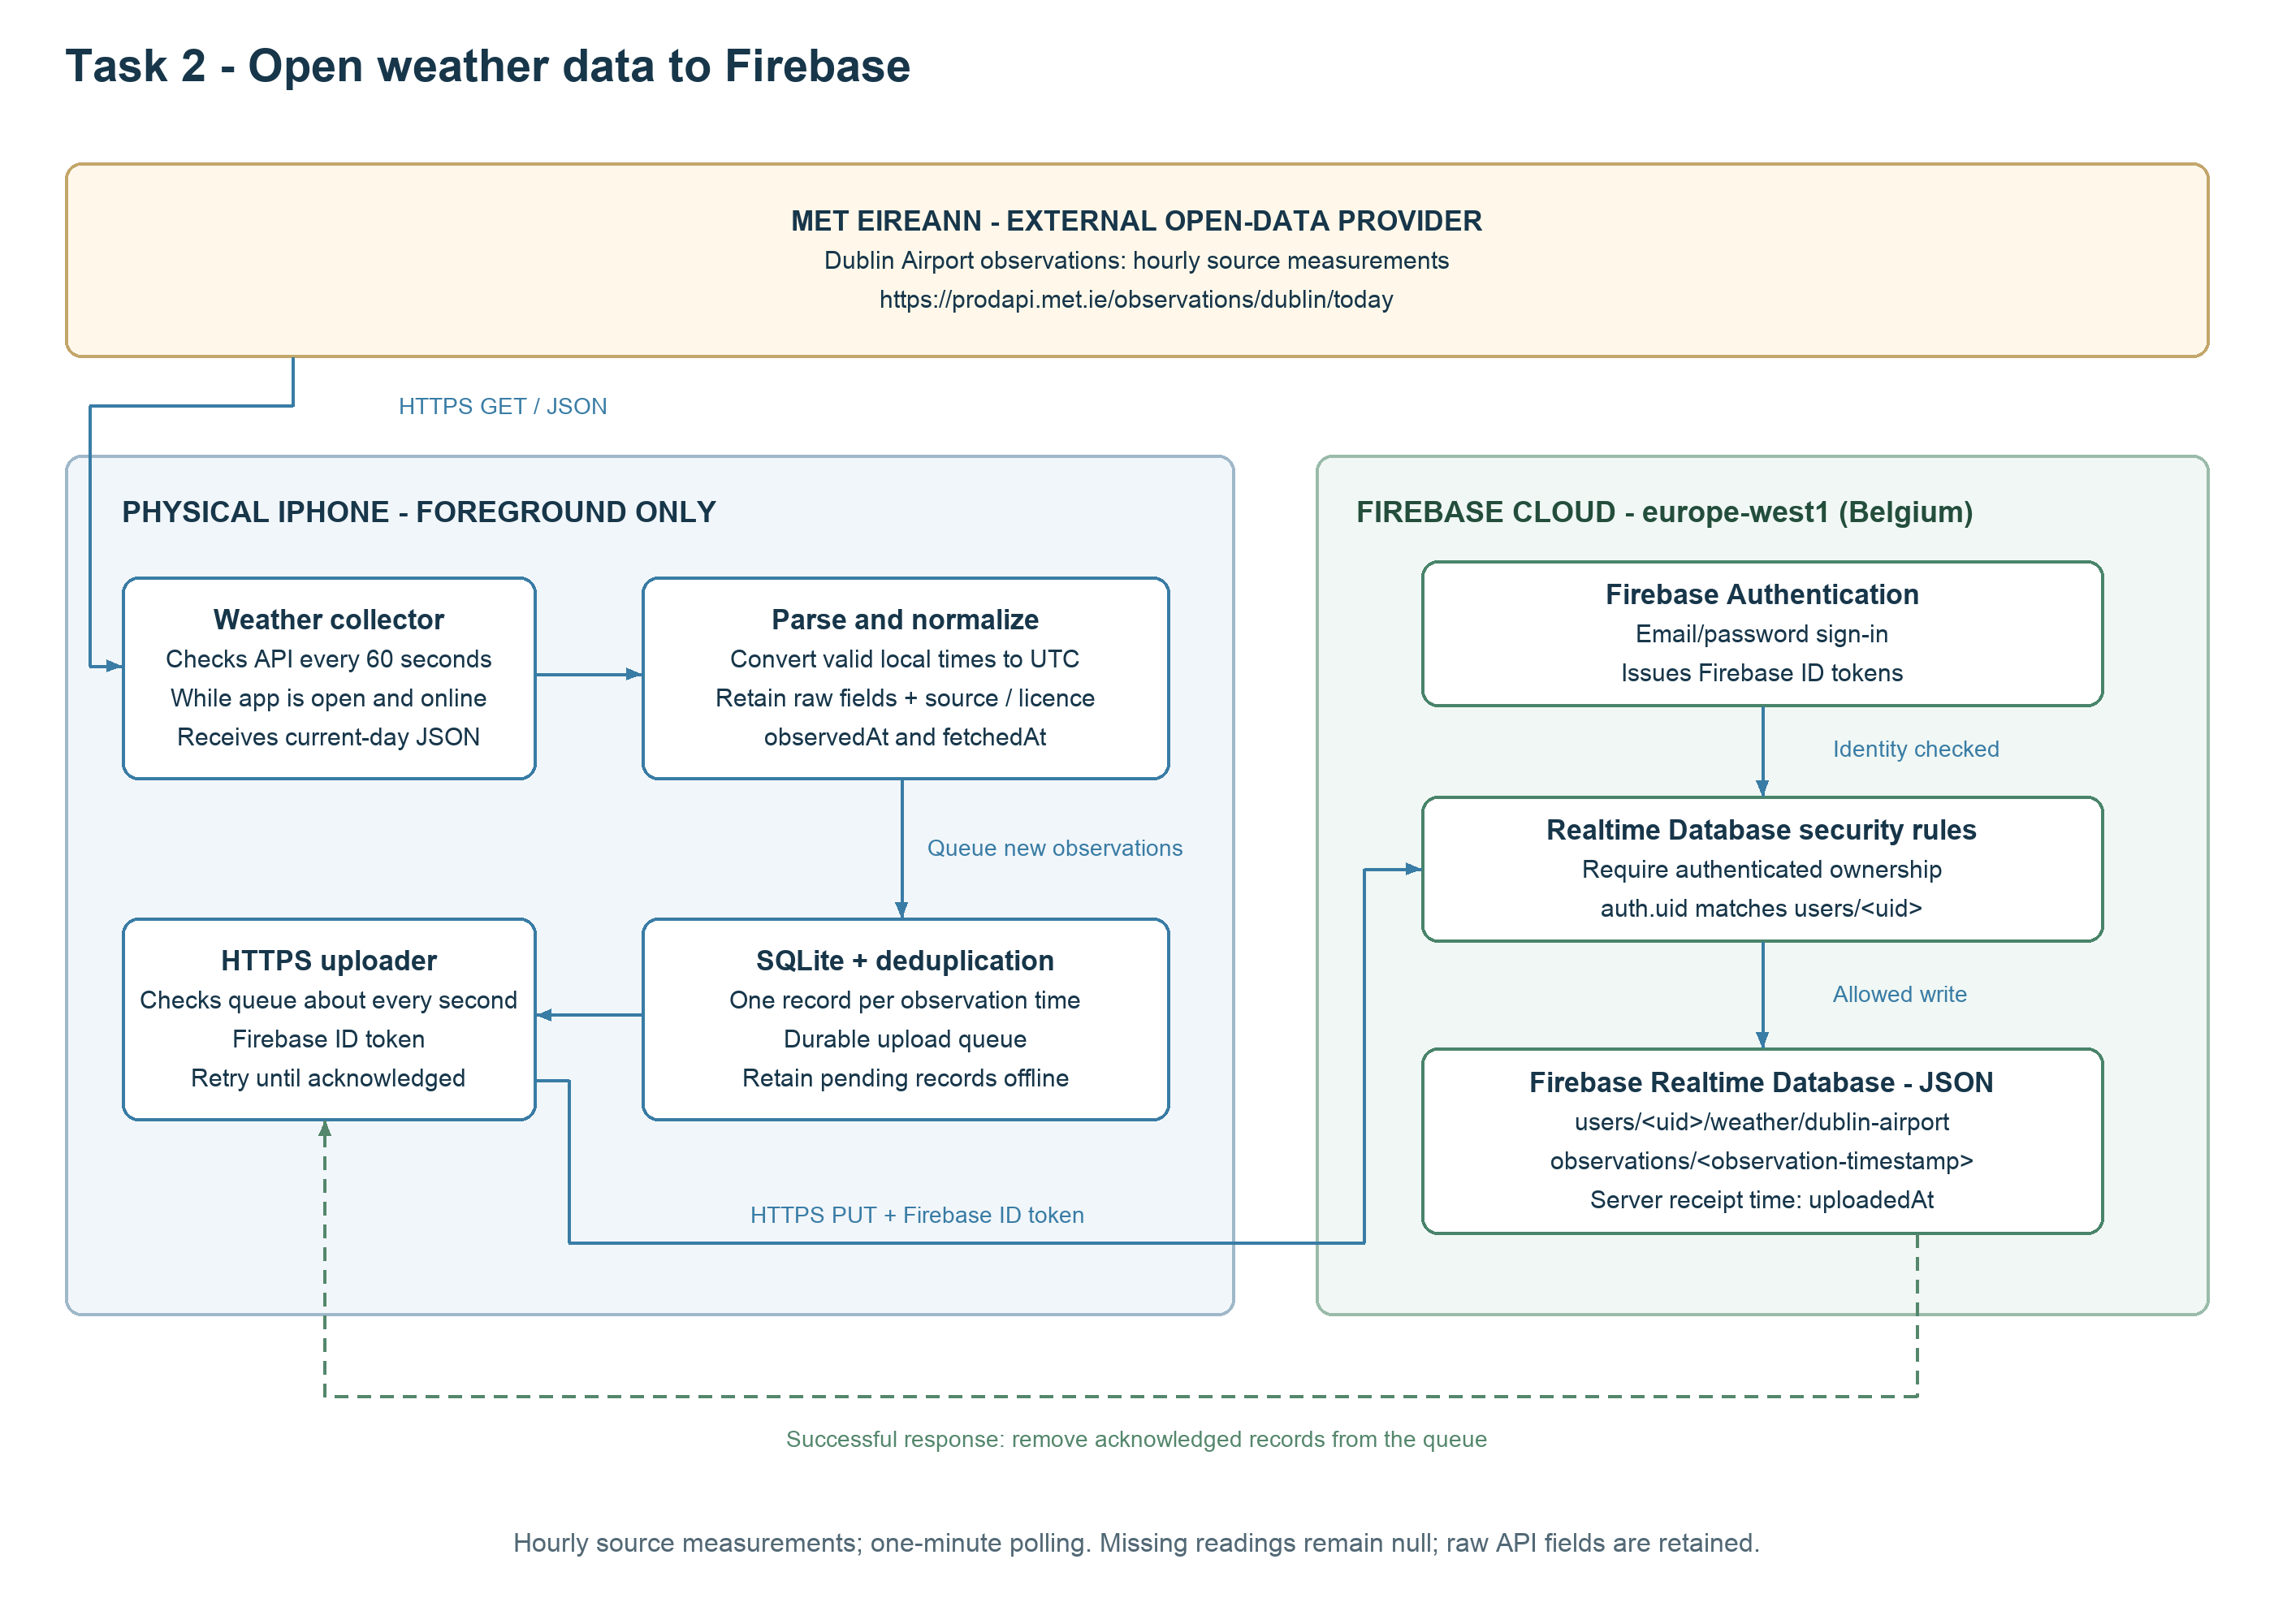 Task 2 - Open weather data to Firebase
MET EIREANN - EXTERNAL OPEN-DATA PROVIDER
Dublin Airport observations: hourly source measurements
https://prodapi.met.ie/observations/dublin/today
HTTPS GET / JSON
PHYSICAL IPHONE - FOREGROUND ONLY
Weather collector
Checks API every 60 seconds
While app is open and online
Receives current-day JSON
Parse and normalize
Convert valid local times to UTC
Retain raw fields + source / licence
observedAt and fetchedAt
Queue new observations
HTTPS uploader
Checks queue about every second
Firebase ID token
Retry until acknowledged
SQLite + deduplication
One record per observation time
Durable upload queue
Retain pending records offline
HTTPS PUT + Firebase ID token
FIREBASE CLOUD - europe-west1 (Belgium)
Firebase Authentication
Email/password sign-in
Issues Firebase ID tokens
Identity checked
Realtime Database security rules
Require authenticated ownership
auth.uid matches users/<uid>
Allowed write
Firebase Realtime Database - JSON
users/<uid>/weather/dublin-airport
observations/<observation-timestamp>
Server receipt time: uploadedAt
Successful response: remove acknowledged records from the queue
Hourly source measurements; one-minute polling. Missing readings remain null; raw API fields are retained.